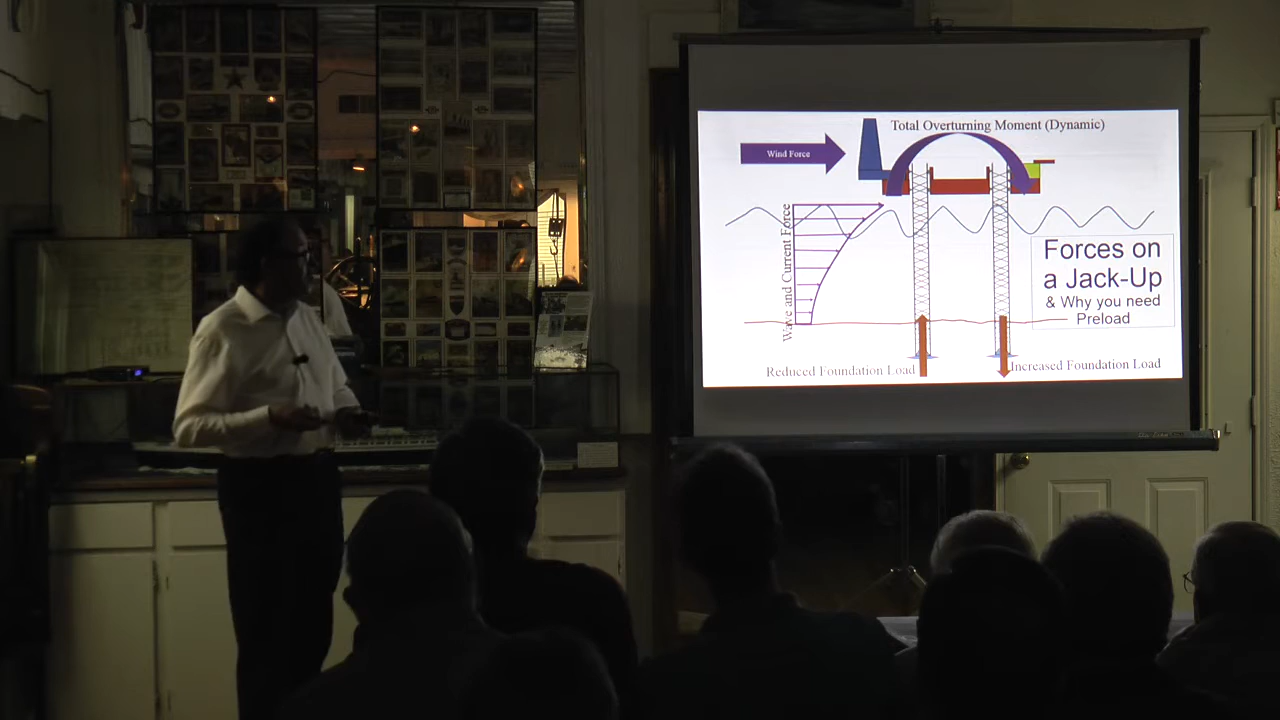 Total Overturning Moment (Dynamic)
Wind Force
Wave and Current Force
Forces on
a Jack-Up
& Why you need
Preload
Reduced Foundation Load
Increased Foundation Load